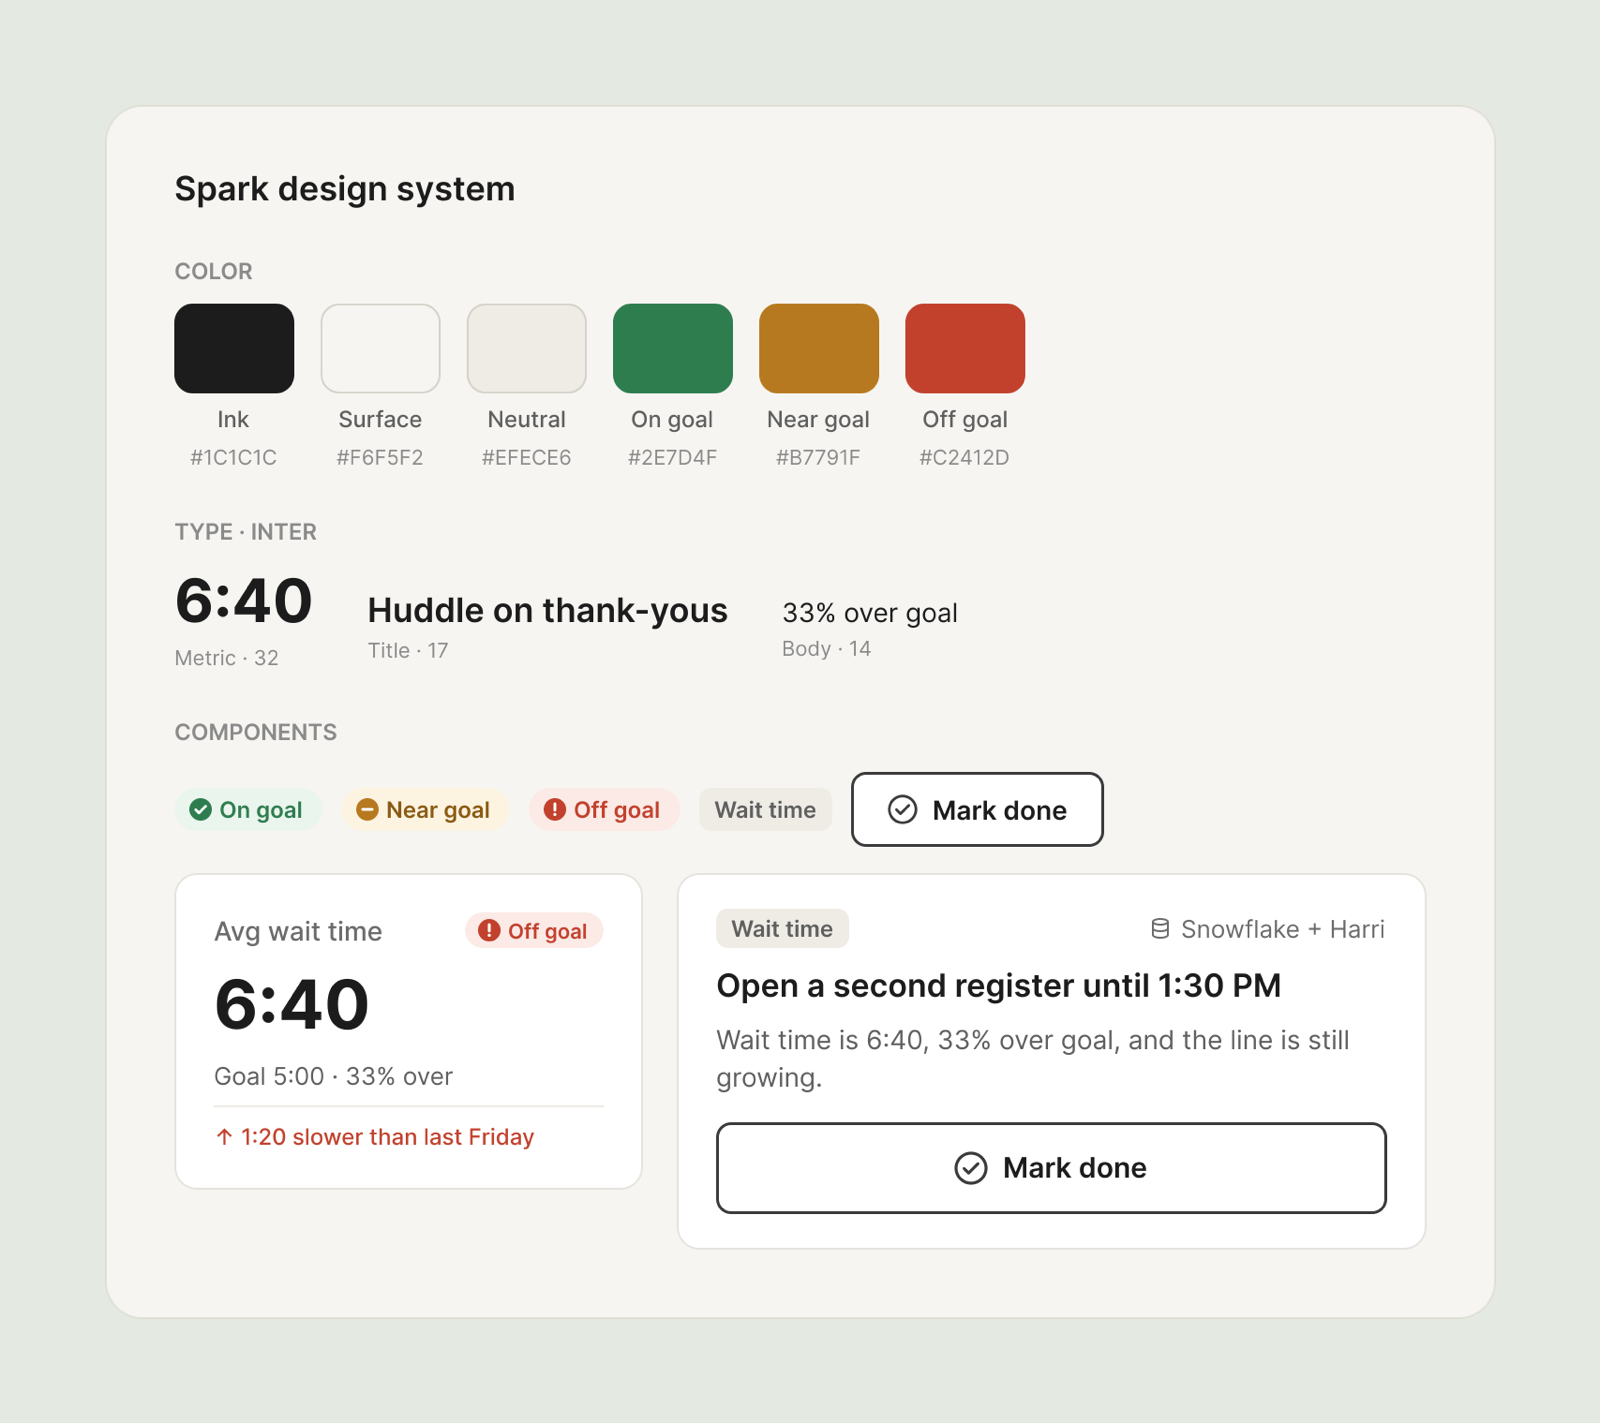 Spark design system
COLOR
Ink
Surface
Neutral
On goal
Near goal
Off goal
#1C1C1C
#F6F5F2
#EFECE6
#2E7D4F
#B7791F
#C2412D
TYPE · INTER
6:40
Metric · 32
Huddle on thank-yous
Title · 17
33% over goal
Body · 14
COMPONENTS
On goal
Near goal
Off goal
Wait time
Mark done
Avg wait time
Off goal
6:40
Goal 5:00 · 33% over
↑ 1:20 slower than last Friday
Wait time
Snowflake + Harri
Open a second register until 1:30 PM
Wait time is 6:40, 33% over goal, and the line is still
growing.
Mark done